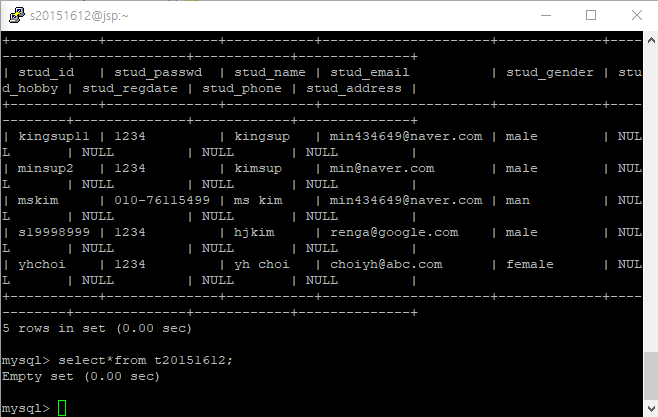 s20151612@jsp:~
+-----------+-------------+-----------+----------------------+-------------+----
--------+--------------+------------+--------------+
| stud_id   | stud_passwd  | stud_name | stud_email          | stud_gender | stu
d_hobby | stud_regdate | stud_phone | stud_address |
+-----------+-------------+-----------+----------------------+-------------+----
--------+--------------+------------+--------------+
| kingsup11 | 1234         | kingsup   | min434649@naver.com | male        | NUL
L       | NULL         | NULL       | NULL         |
| minsup2   | 1234         | kimsup    | min@naver.com       | male        | NUL
L       | NULL         | NULL       | NULL         |
| mskim     | 010-76115499 | ms kim    | min434649@naver.com | man         | NUL
L       | NULL         | NULL       | NULL         |
| s19998999 | 1234         | hjkim     | renga@google.com    | male        | NUL
L       | NULL         | NULL       | NULL         |
| yhchoi    | 1234         | yh choi   | choiyh@abc.com      | female      | NUL
L       | NULL         | NULL       | NULL         |
+-----------+-------------+-----------+----------------------+-------------+----
--------+--------------+------------+--------------+
5 rows in set (0.00 sec)
mysql> select*from t20151612;
Empty set (0.00 sec)
mysql>